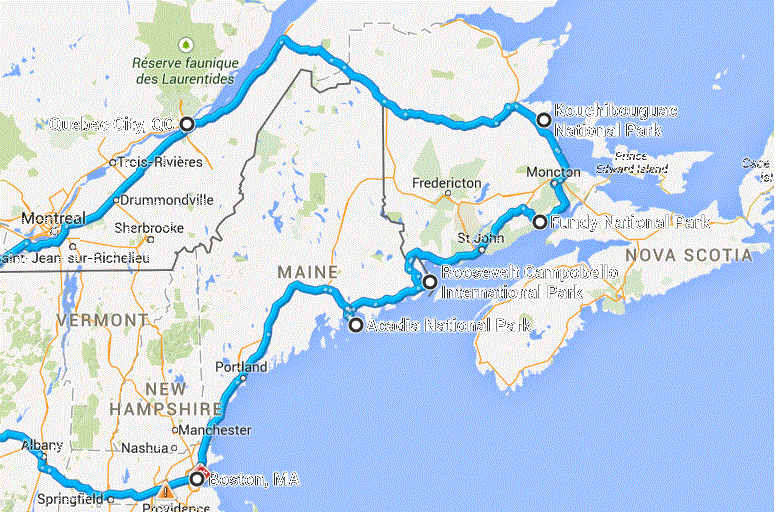 Réserve faunique
des Laurentides
Quebec City, QC
Kouchibouguac
National Park
Trois-Rivières
Prince
Edward Island
Moncton
Fredericton
Drummondville
Montreal
Sherbrooke
Fundy National Park
St John
Saint-Jean-sur-Richelieu
NOVA SCOTIA
MAINE
Roosevelt Campobello
International Park
VERMONT
Acadia National Park
Portland
NEW
HAMPSHIRE
Manchester
Albany
Nashua
Boston, MA
Springfield
Providence